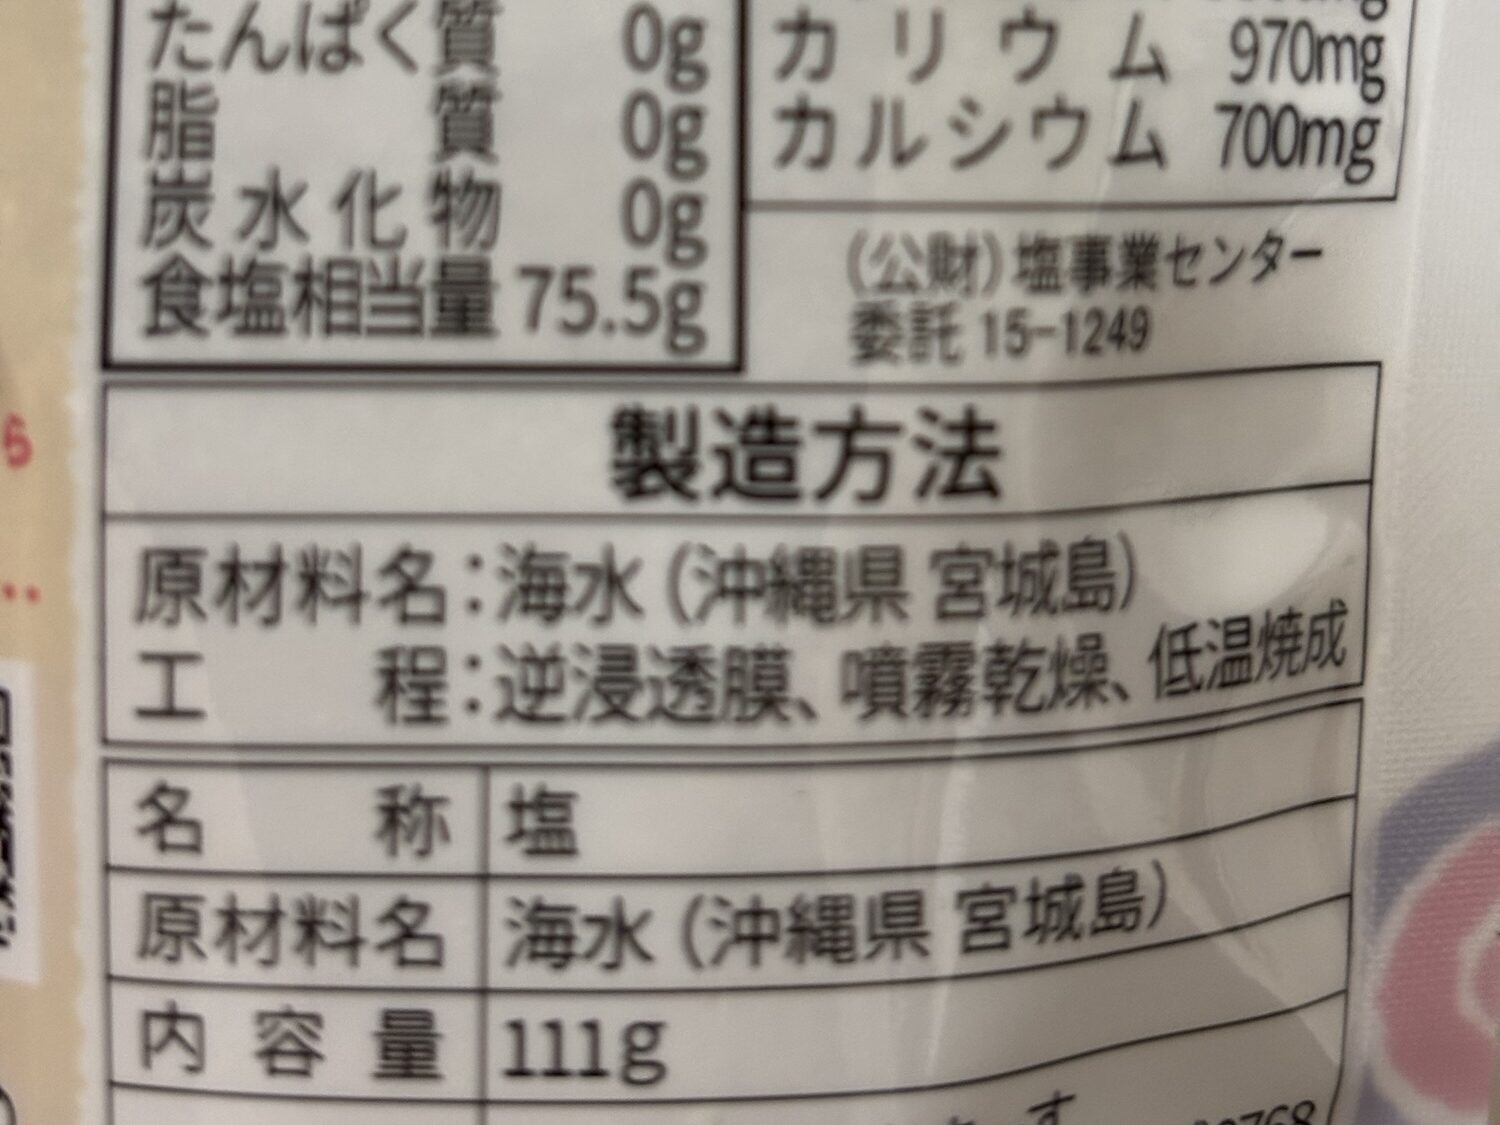 たんぱく質 0g
脂質 0g
炭水化物 0g
食塩相当量 75.5g
カリウム 970mg
カルシウム 700mg
(公財)塩事業センター
委託 15-1249
製造方法
原材料名:海水(沖縄県 宮城島)
工程:逆浸透膜、噴霧乾燥、低温焼成
名称 塩
原材料名 海水(沖縄県 宮城島)
内容量 111g